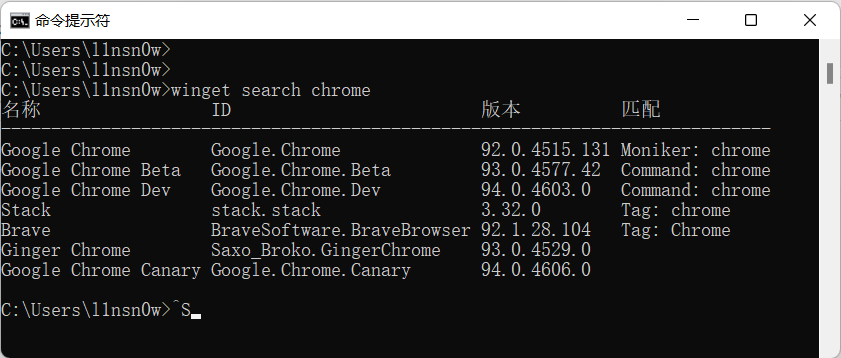 命令提示符
C:\Users\l1nsn0w>
C:\Users\l1nsn0w>
C:\Users\l1nsn0w>winget search chrome
名称 ID 版本 匹配
-----------------------------------------------------------------------------
Google Chrome Google.Chrome 92.0.4515.131 Moniker: chrome
Google Chrome Beta Google.Chrome.Beta 93.0.4577.42 Command: chrome
Google Chrome Dev Google.Chrome.Dev 94.0.4603.0 Command: chrome
Stack stack.stack 3.32.0 Tag: chrome
Brave BraveSoftware.BraveBrowser 92.1.28.104 Tag: Chrome
Ginger Chrome Saxo_Broko.GingerChrome 93.0.4529.0
Google Chrome Canary Google.Chrome.Canary 94.0.4606.0
C:\Users\l1nsn0w>^S